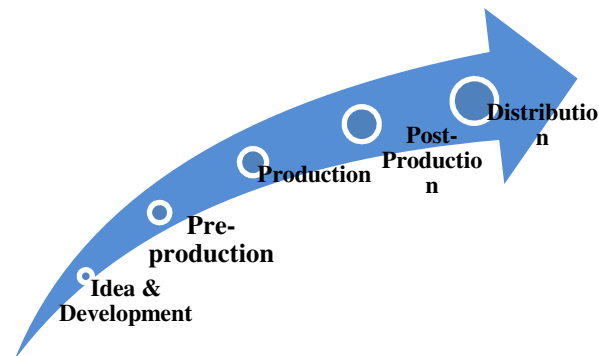 Idea &
Development
Pre-
production
Production
Post-
Productio
n
Distributio
n